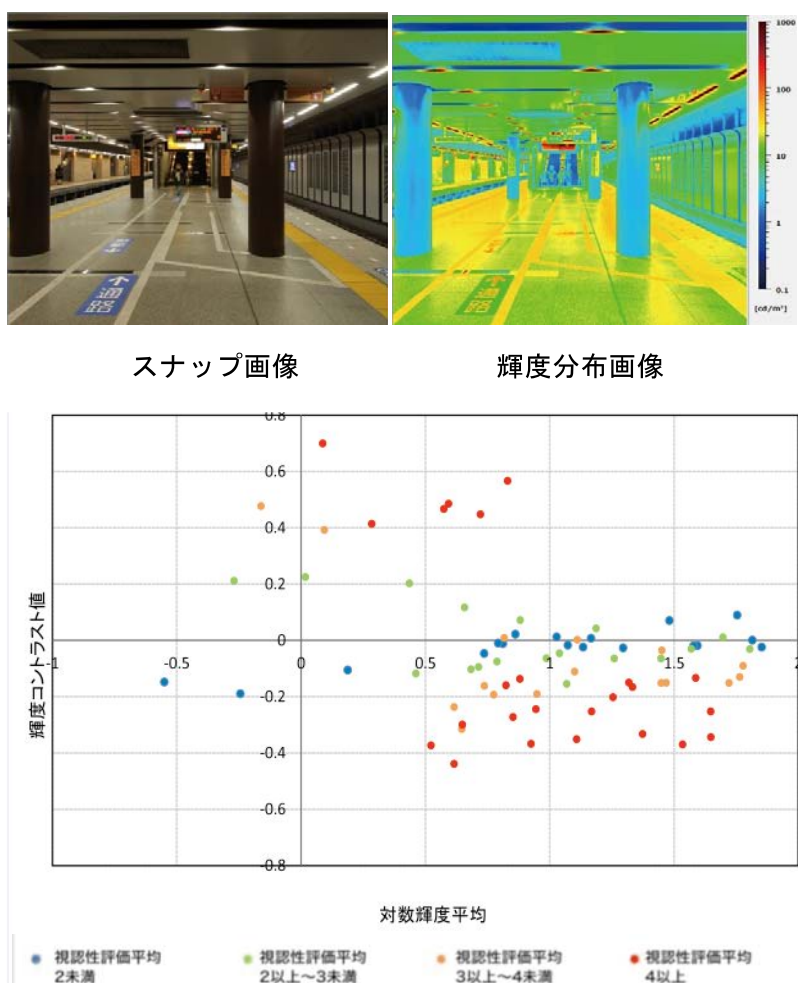 通路
1000
100
10
1
0.1
[cd/m²]
スナップ画像
輝度分布画像
0.8
0.6
0.4
0.2
0
-0.2
-0.4
-0.6
-0.8
-1
-0.5
0
0.5
1
1.5
2
輝度コントラスト値
対数輝度平均
視認性評価平均
2未満
視認性評価平均
2以上~3未満
視認性評価平均
3以上~4未満
視認性評価平均
4以上